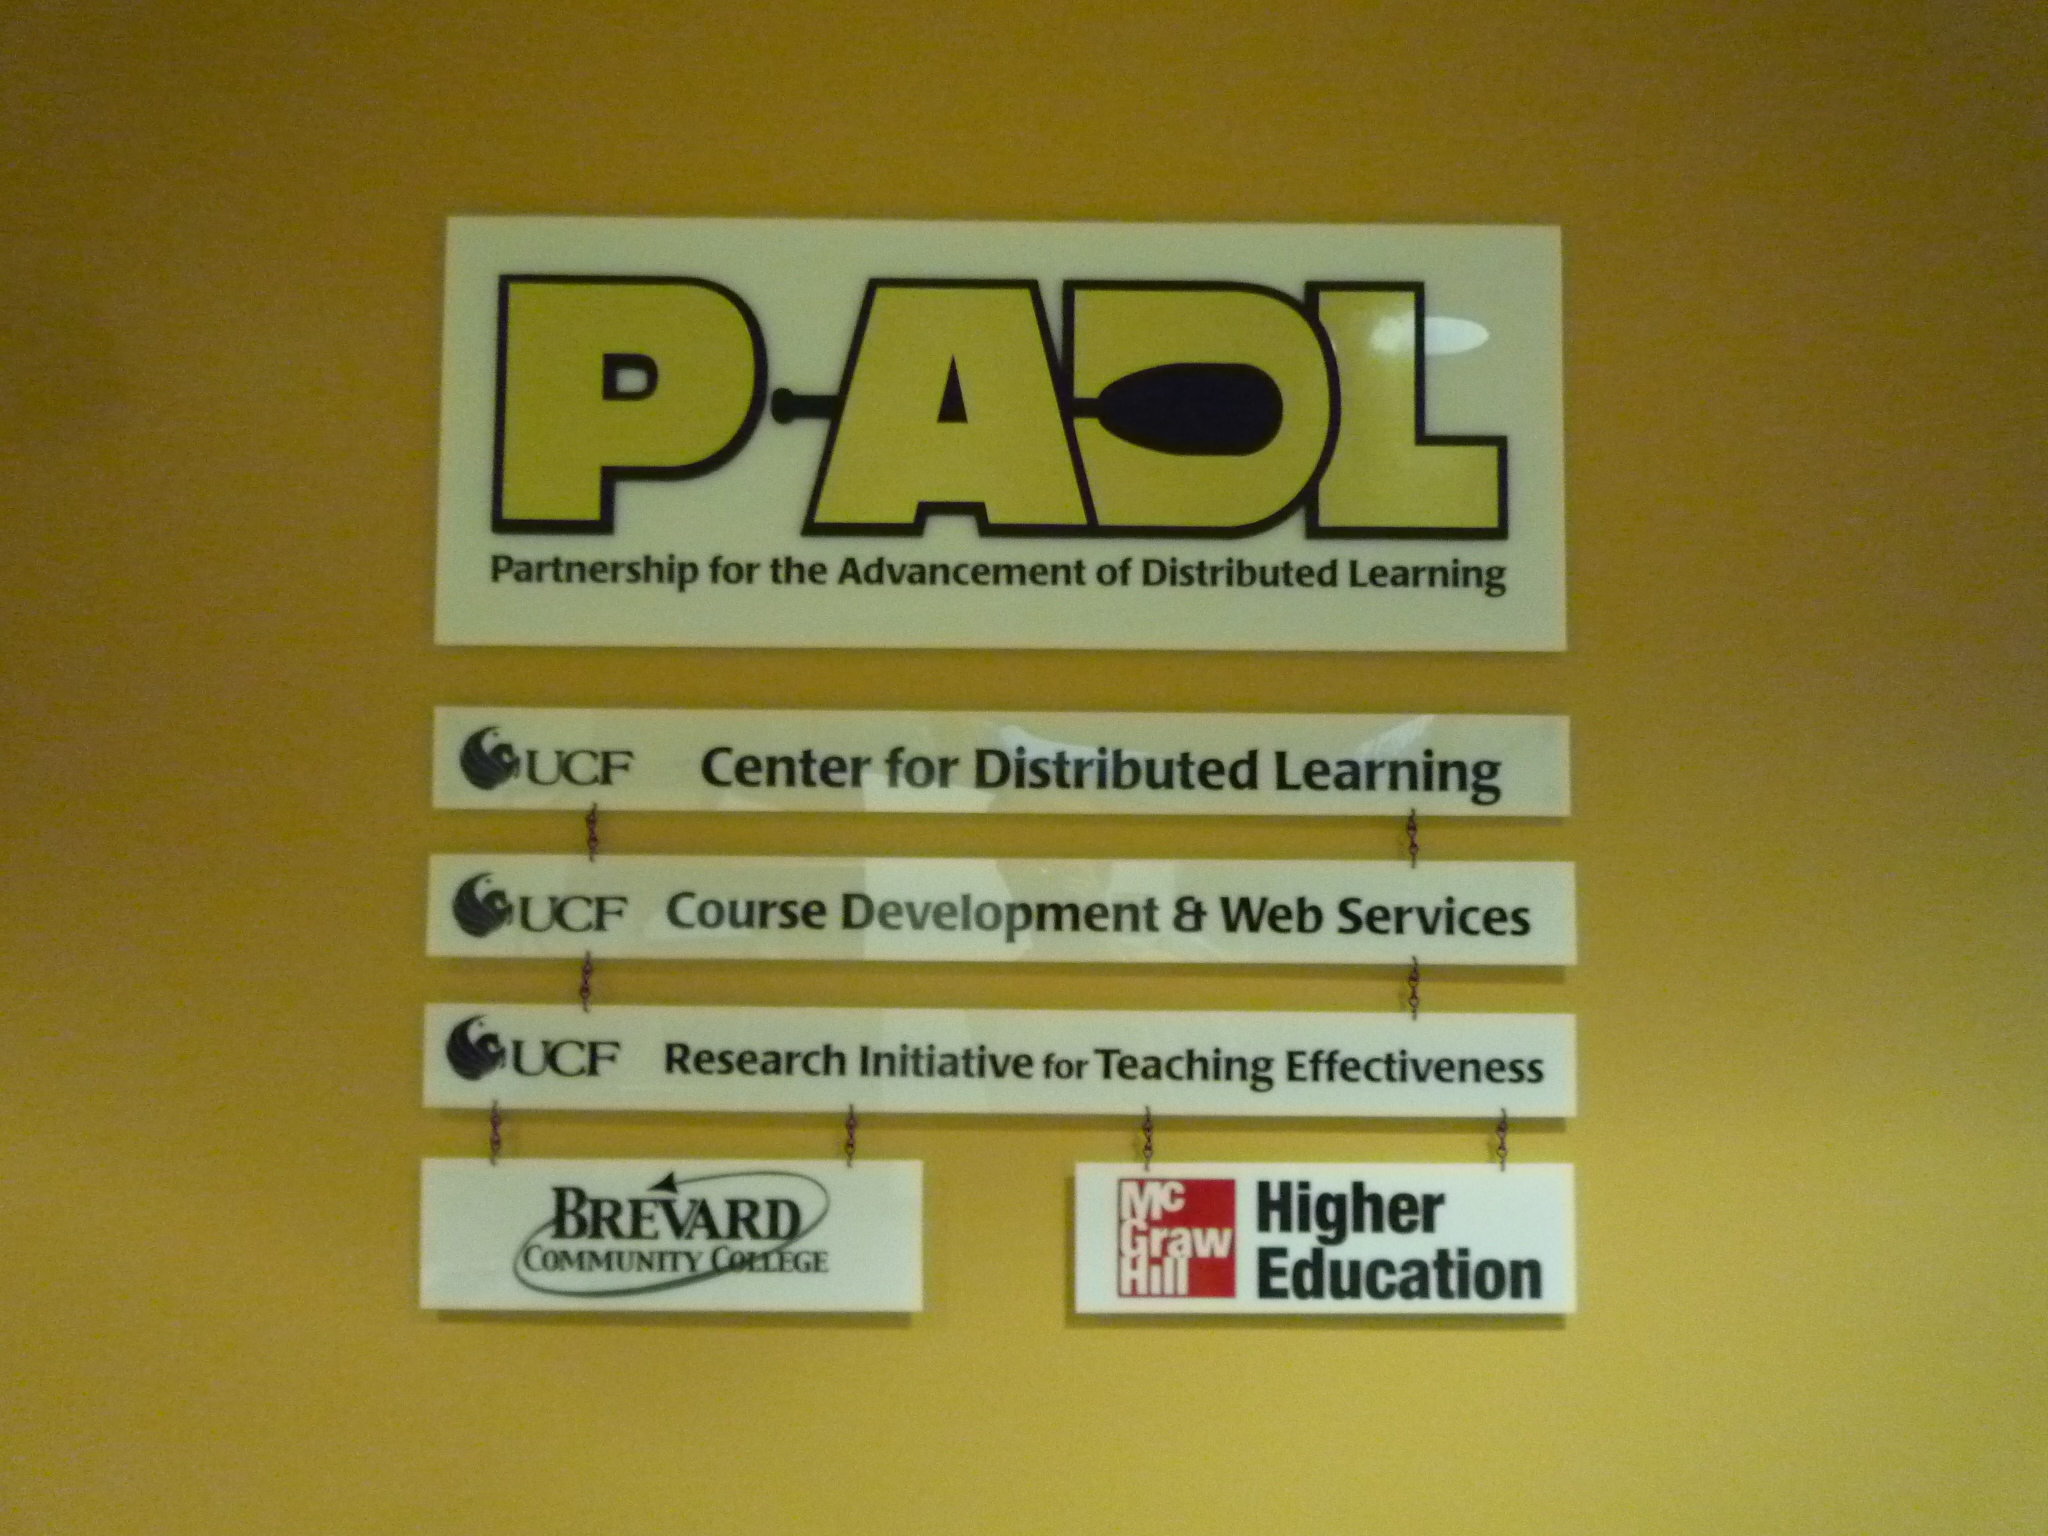 P-ADL
Partnership for the Advancement of Distributed Learning
UCF Center for Distributed Learning
UCF Course Development & Web Services
UCF Research Initiative for Teaching Effectiveness
BREVARD
COMMUNITY COLLEGE
Mc
Graw
Hill
Higher
Education